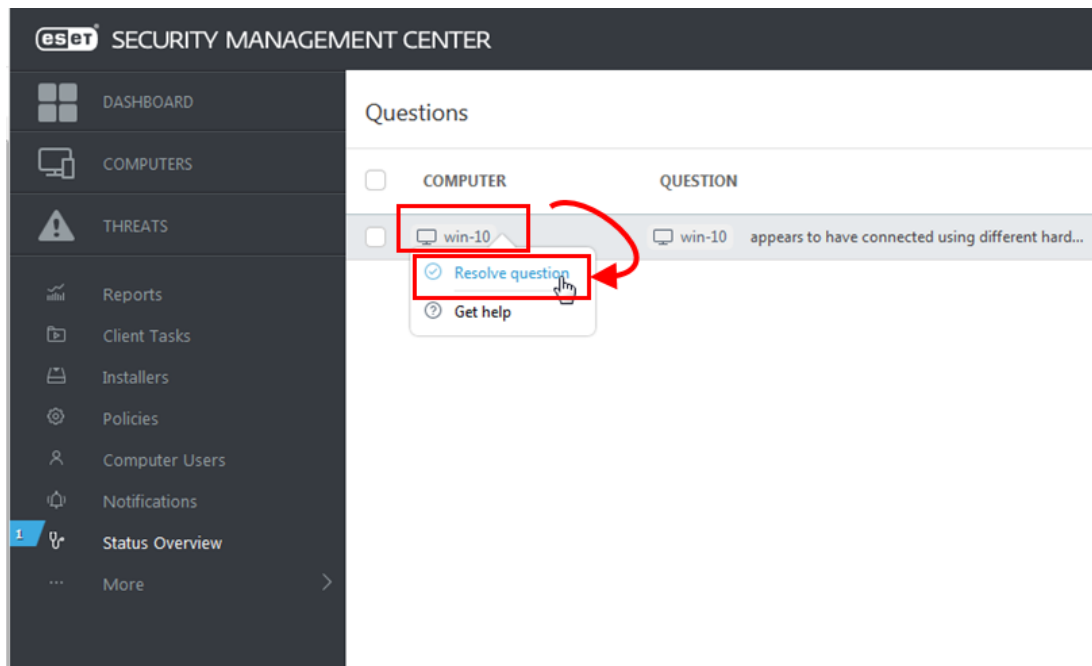 eset SECURITY MANAGEMENT CENTER
DASHBOARD
COMPUTERS
THREATS
Reports
Client Tasks
Installers
Policies
Computer Users
Notifications
1 Status Overview
More
Questions
COMPUTER QUESTION
win-10 win-10 appears to have connected using different hard...
Resolve question
Get help